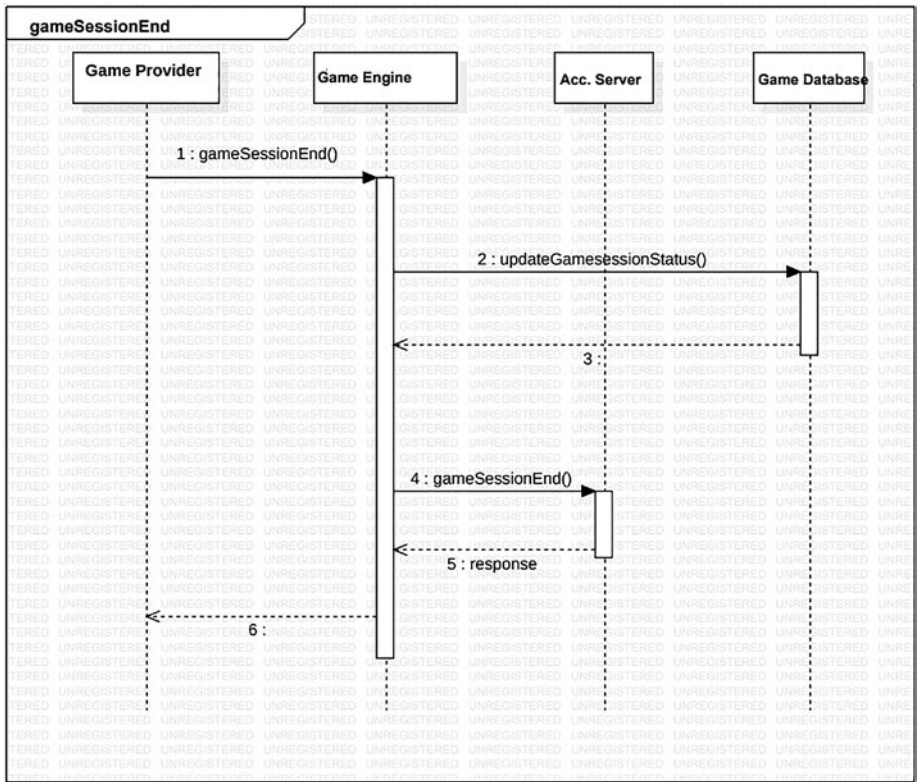 gameSessionEnd
Game Provider
Game Engine
Acc. Server
Game Database
1 : gameSessionEnd()
2 : updateGamesessionStatus()
3 :
4 : gameSessionEnd()
5 : response
6 :
UNREGISTERED